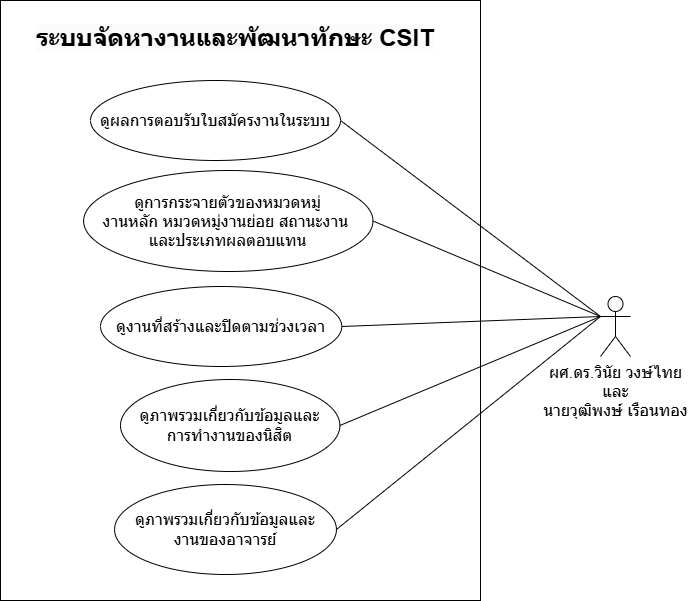 ระบบจัดหางานและพัฒนาทักษะ CSIT
ดูผลการตอบรับใบสมัครงานในระบบ
ดูการกระจายตัวของหมวดหมู่
งานหลัก หมวดหมู่งานย่อย สถานะงาน
และประเภทผลตอบแทน
ดูงานที่สร้างและปิดตามช่วงเวลา
ดูภาพรวมเกี่ยวกับข้อมูลและ
การทำงานของนิสิต
ดูภาพรวมเกี่ยวกับข้อมูลและ
งานของอาจารย์
ผศ.ดร.วินัย วงษ์ไทย
และ
นายวุฒิพงษ์ เรือนทอง